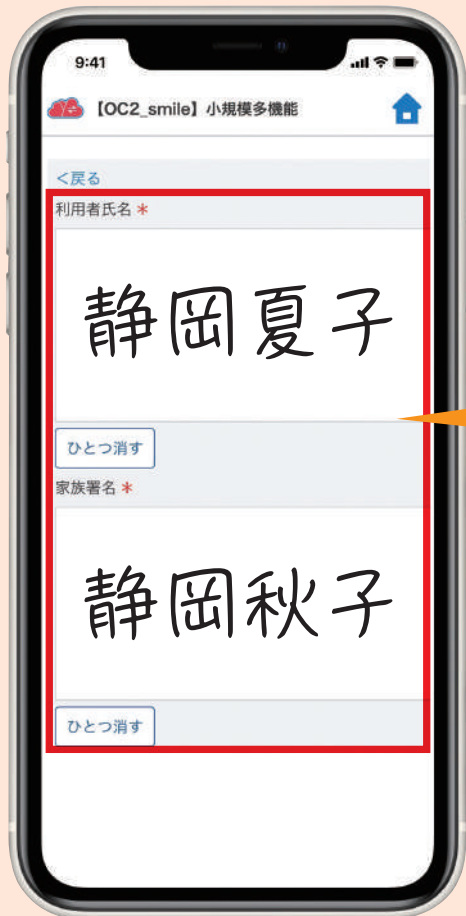 9:41
【OC2_smile】小規模多機能
<戻る
利用者氏名 *
静岡夏子
ひとつ消す
家族署名 *
静岡秋子
ひとつ消す